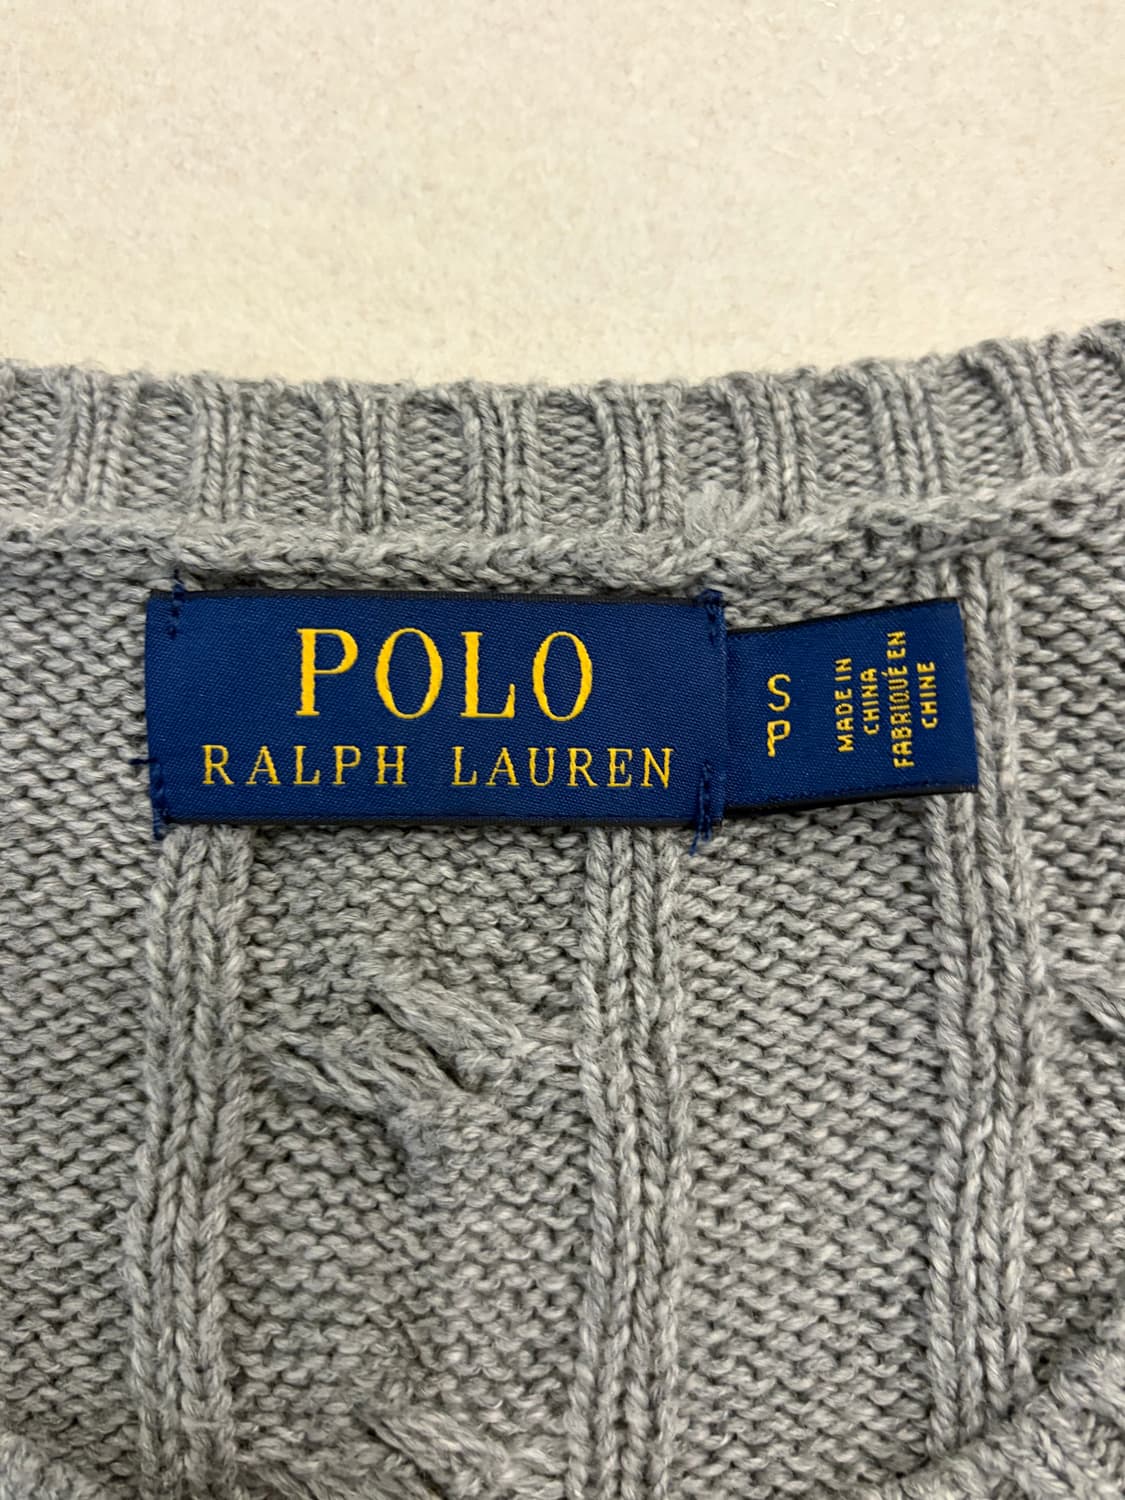 POLO
RALPH LAUREN
S
P
MADE IN
CHINA
FABRIQUÉ EN
CHINE